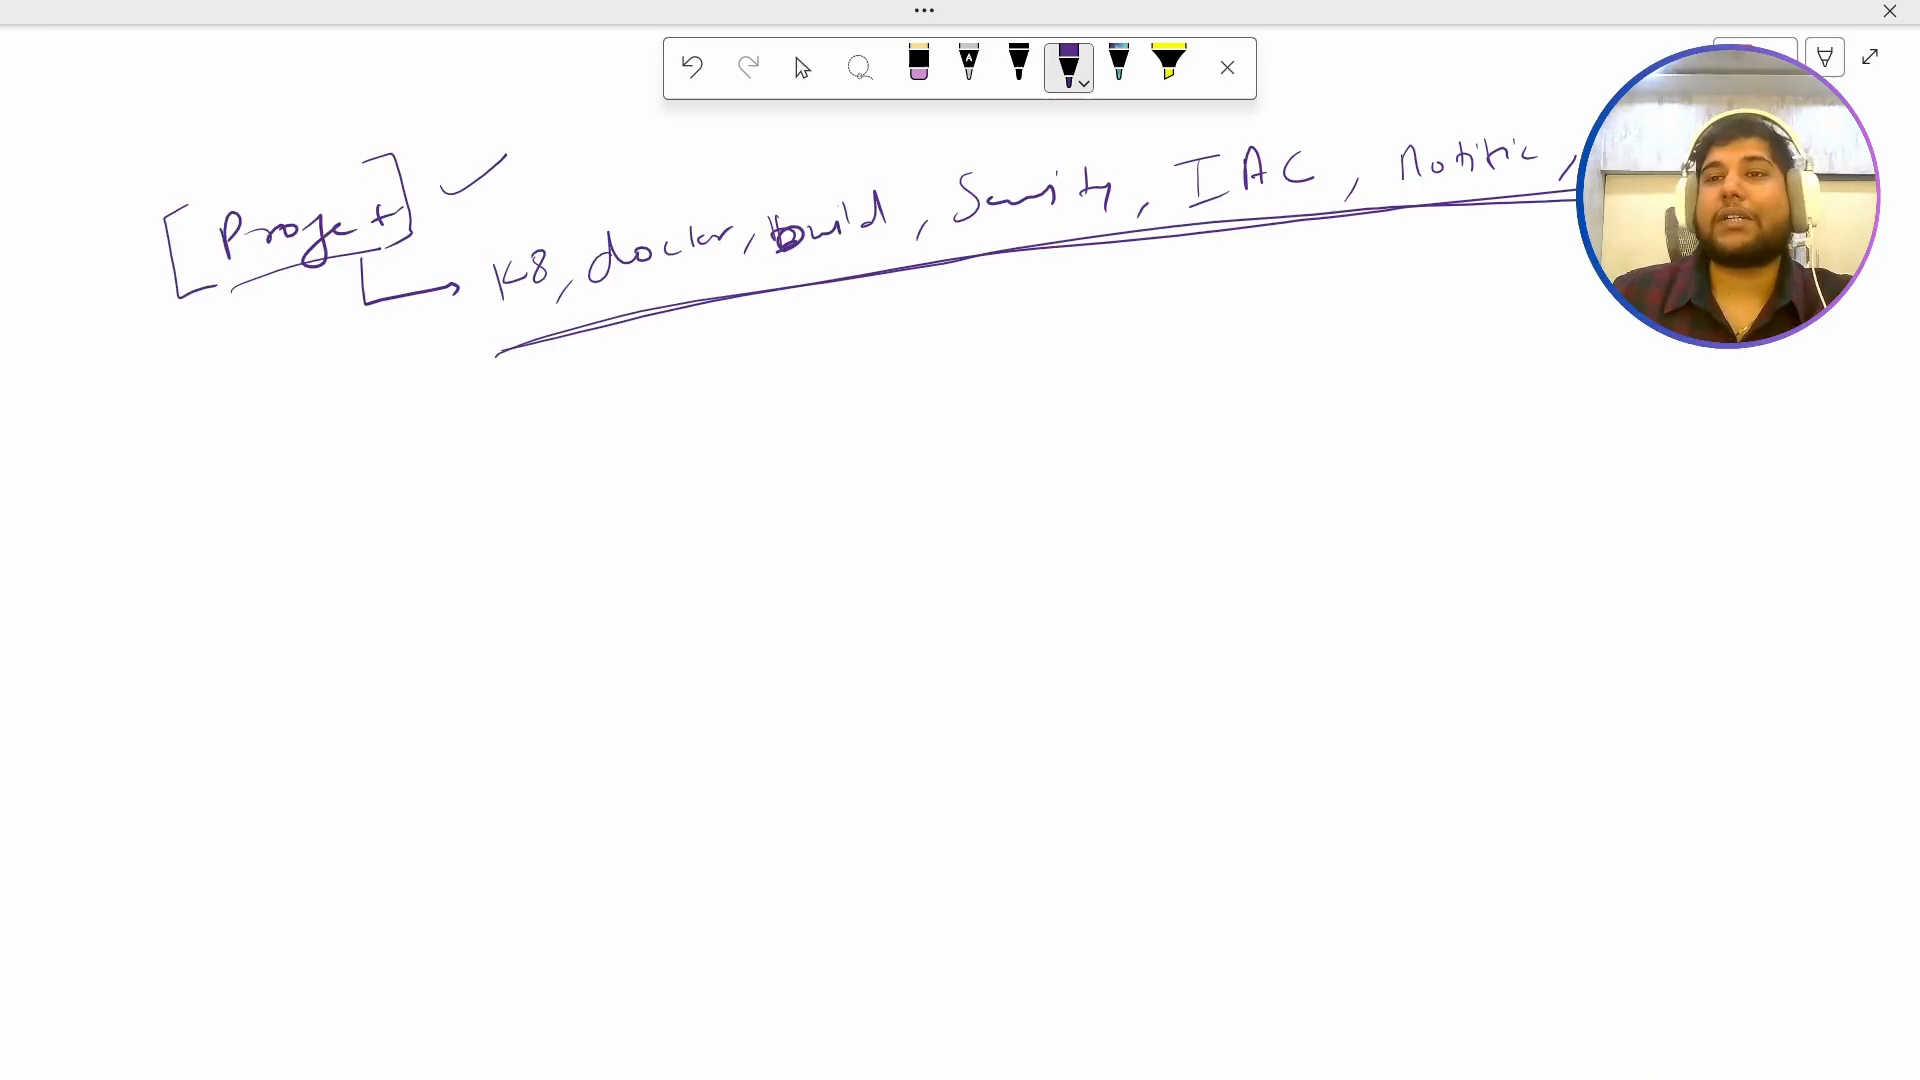 [Project]
K8, docker, build, Security, IAC, Notific,
A